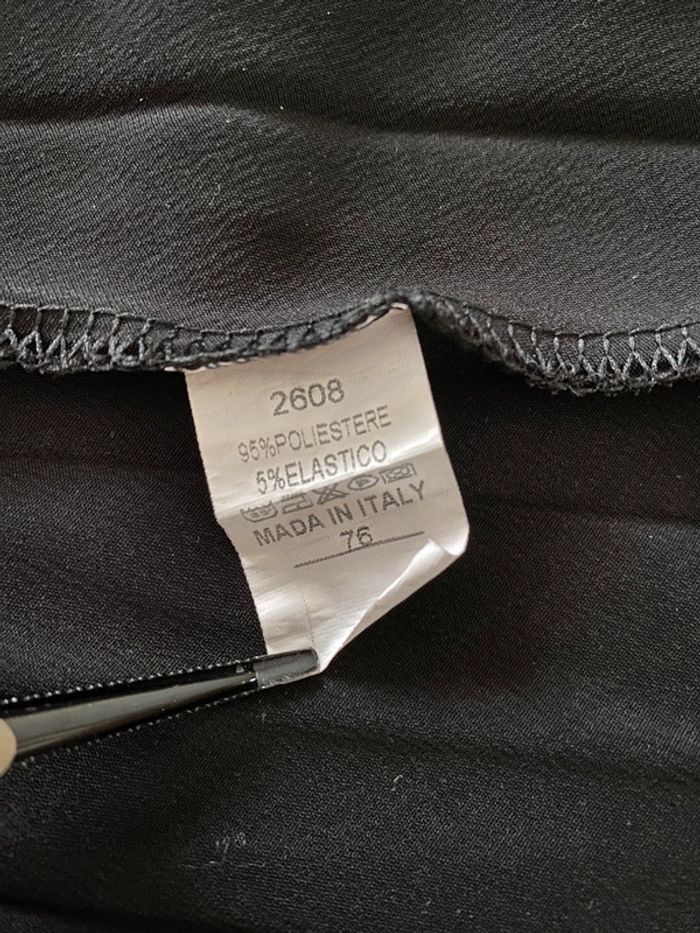 2608
95%POLIESTERE
5%ELASTICO
MADA IN ITALY
76